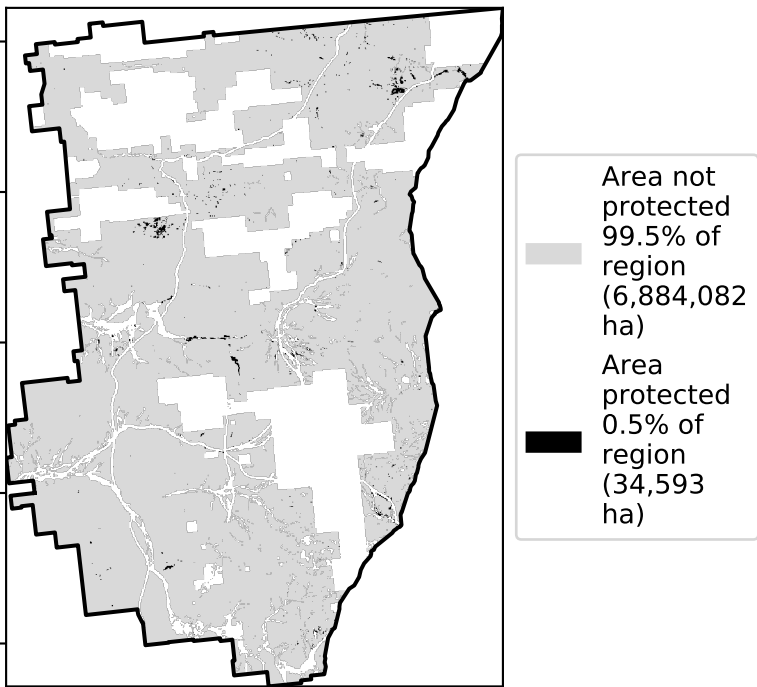 Area not
protected
99.5% of
region
(6,884,082
ha)
Area
protected
0.5% of
region
(34,593
ha)